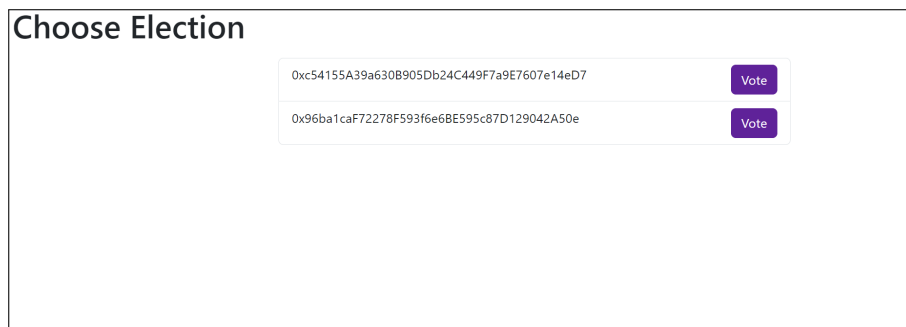 Choose Election
0xc54155A39a630B905Db24C449F7a9E7607e14eD7 Vote
0x96ba1caF72278F593f6e6BE595c87D129042A50e Vote